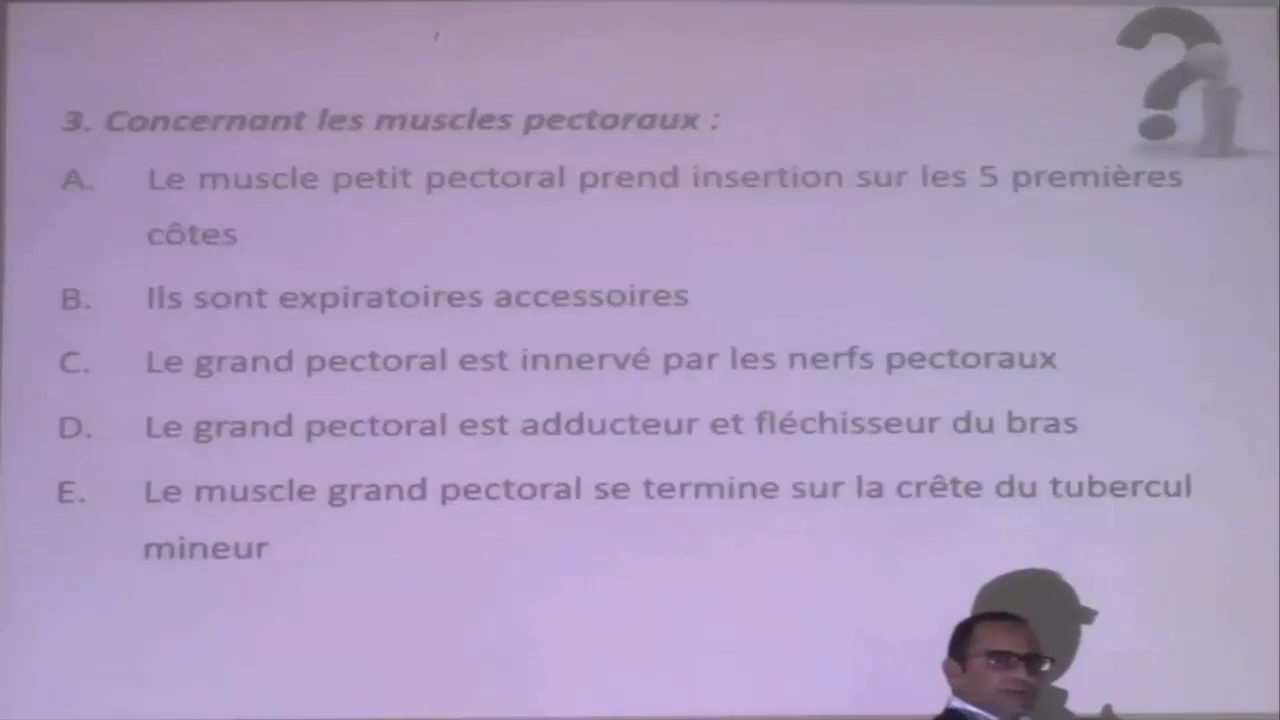 3. Concernant les muscles pectoraux :
A. Le muscle petit pectoral prend insertion sur les 5 premières
côtes
B. Ils sont expiratoires accessoires
C. Le grand pectoral est innervé par les nerfs pectoraux
D. Le grand pectoral est adducteur et fléchisseur du bras
E. Le muscle grand pectoral se termine sur la crête du tubercul
mineur